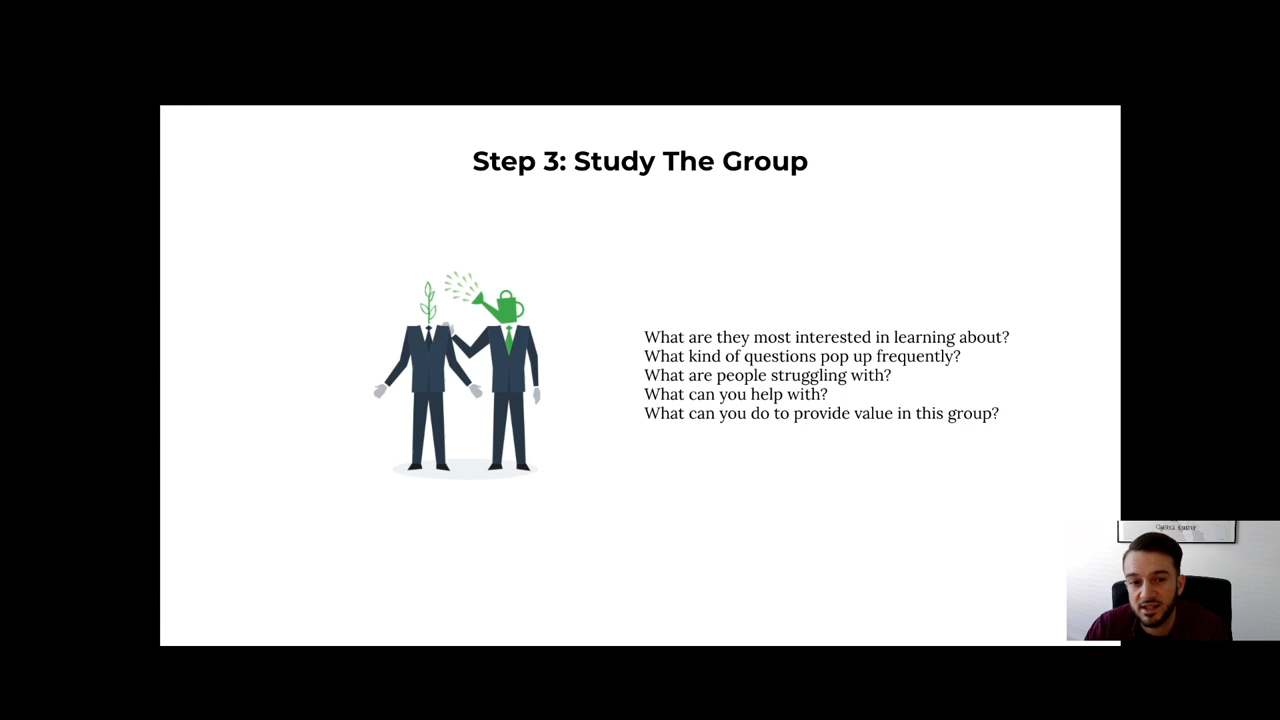 Step 3: Study The Group
What are they most interested in learning about?
What kind of questions pop up frequently?
What are people struggling with?
What can you help with?
What can you do to provide value in this group?